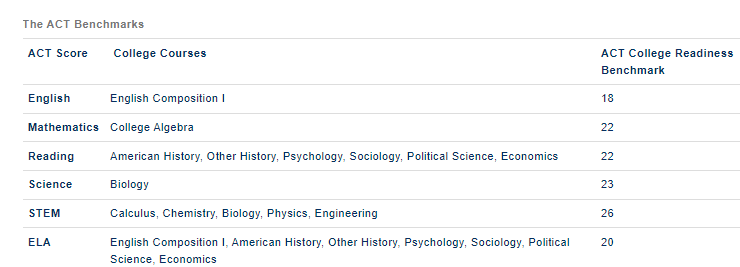 The ACT Benchmarks
ACT Score College Courses ACT College Readiness
Benchmark
English English Composition I 18
Mathematics College Algebra 22
Reading American History, Other History, Psychology, Sociology, Political Science, Economics 22
Science Biology 23
STEM Calculus, Chemistry, Biology, Physics, Engineering 26
ELA English Composition I, American History, Other History, Psychology, Sociology, Political 20
Science, Economics